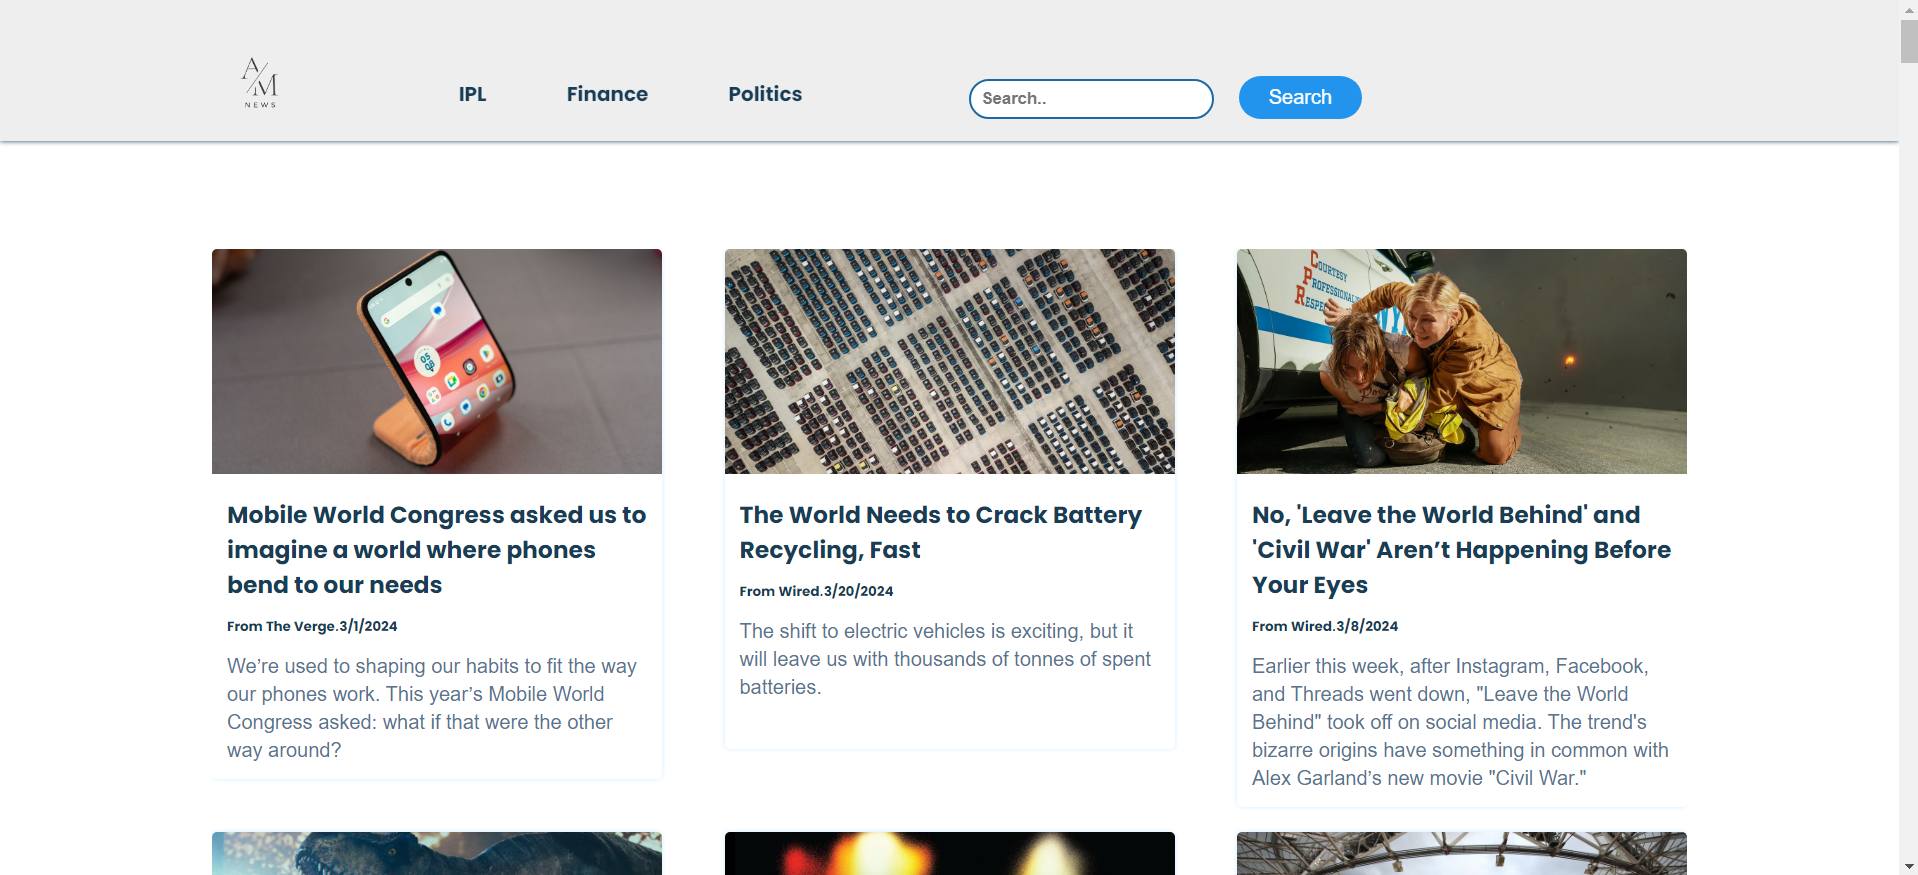 A
M
NEWS
IPL
Finance
Politics
Search..
Search
COURTESY
PROFESSIONAL
RESPE
Mobile World Congress asked us to
imagine a world where phones
bend to our needs
From The Verge.3/1/2024
We’re used to shaping our habits to fit the way
our phones work. This year’s Mobile World
Congress asked: what if that were the other
way around?
The World Needs to Crack Battery
Recycling, Fast
From Wired.3/20/2024
The shift to electric vehicles is exciting, but it
will leave us with thousands of tonnes of spent
batteries.
No, 'Leave the World Behind' and
'Civil War' Aren’t Happening Before
Your Eyes
From Wired.3/8/2024
Earlier this week, after Instagram, Facebook,
and Threads went down, "Leave the World
Behind" took off on social media. The trend's
bizarre origins have something in common with
Alex Garland’s new movie "Civil War."